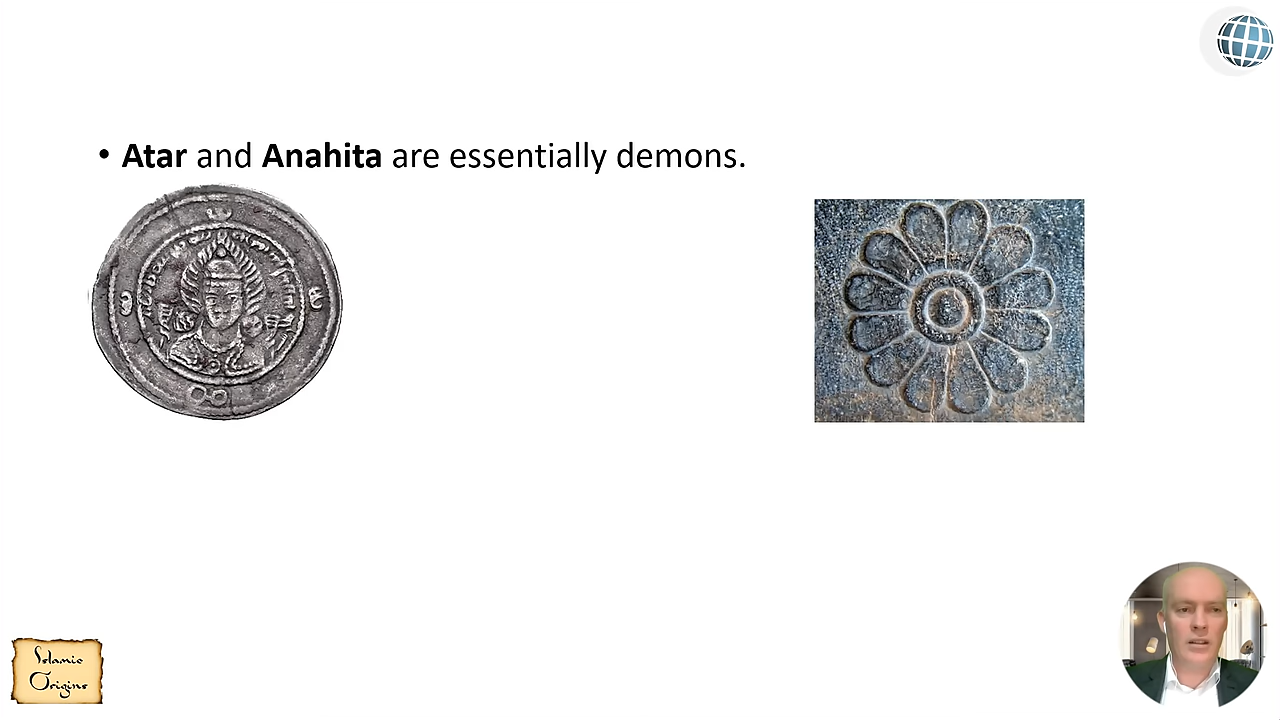 • Atar and Anahita are essentially demons.
Islamic
Origins